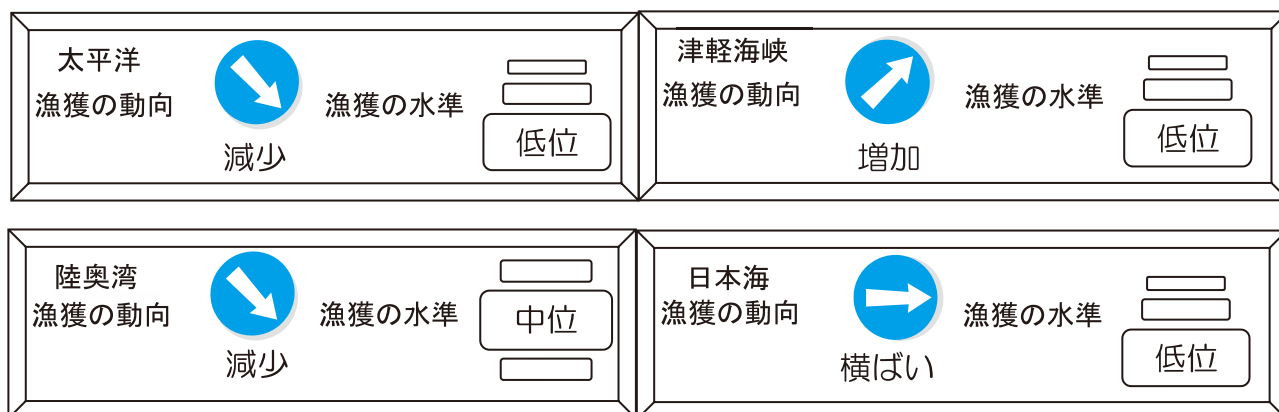 太平洋
漁獲の動向
減少
漁獲の水準
低位
津軽海峡
漁獲の動向
増加
漁獲の水準
低位
陸奥湾
漁獲の動向
減少
漁獲の水準
中位
日本海
漁獲の動向
横ばい
漁獲の水準
低位